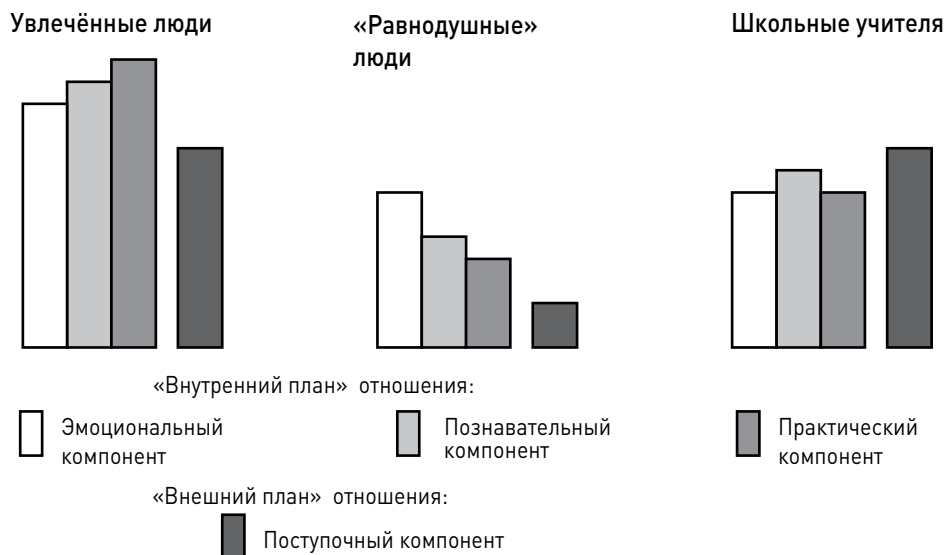 Увлечённые люди
«Равнодушные»
люди
Школьные учителя
«Внутренний план» отношения:
Эмоциональный
компонент
Познавательный
компонент
Практический
компонент
«Внешний план» отношения:
Поступочный компонент